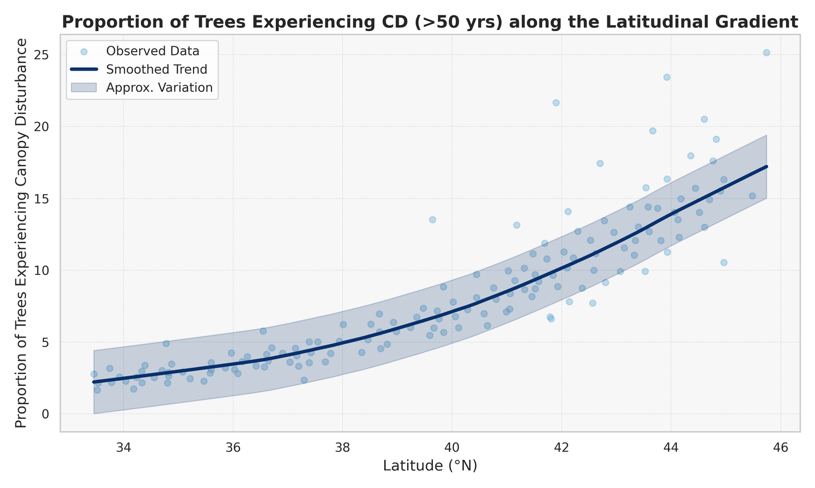 Proportion of Trees Experiencing CD (>50 yrs) along the Latitudinal Gradient
Observed Data
Smoothed Trend
Approx. Variation
Proportion of Trees Experiencing Canopy Disturbance
25
20
15
10
5
0
34 36 38 40 42 44 46
Latitude (°N)